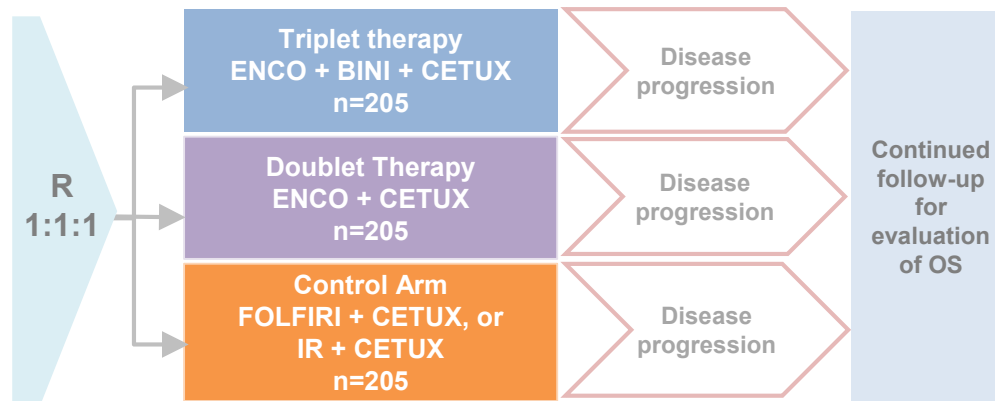 R
1:1:1
Triplet therapy
ENCO + BINI + CETUX
n=205
Disease
progression
Doublet Therapy
ENCO + CETUX
n=205
Disease
progression
Control Arm
FOLFIRI + CETUX, or
IR + CETUX
n=205
Disease
progression
Continued
follow-up
for
evaluation
of OS